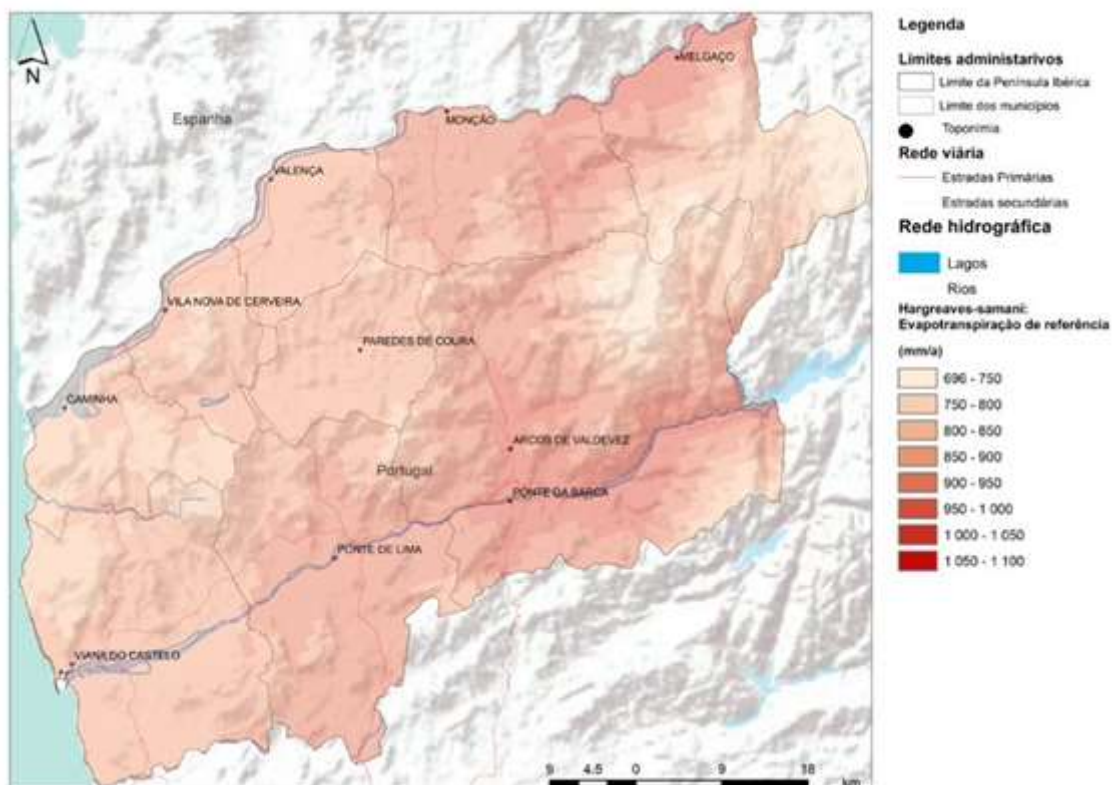 N
Espanha
MELGAÇO
MONÇÃO
VALENÇA
VILA NOVA DE CERVEIRA
PAREDES DE COURA
CAMINHA
ARCOS DE VALDEVEZ
Portugal
PONTE DA BARCA
PONTE DE LIMA
VIANA DO CASTELO
9 4.5 0 9 18
km
Legenda
Limites administarivos
Limite da Península Ibérica
Limite dos municípios
Toponímia
Rede viária
Estradas Primárias
Estradas secundárias
Rede hidrográfica
Lagos
Rios
Hargreaves-samani:
Evapotranspiração de referência
(mm/a)
696 - 750
750 - 800
800 - 850
850 - 900
900 - 950
950 - 1 000
1 000 - 1 050
1 050 - 1 100